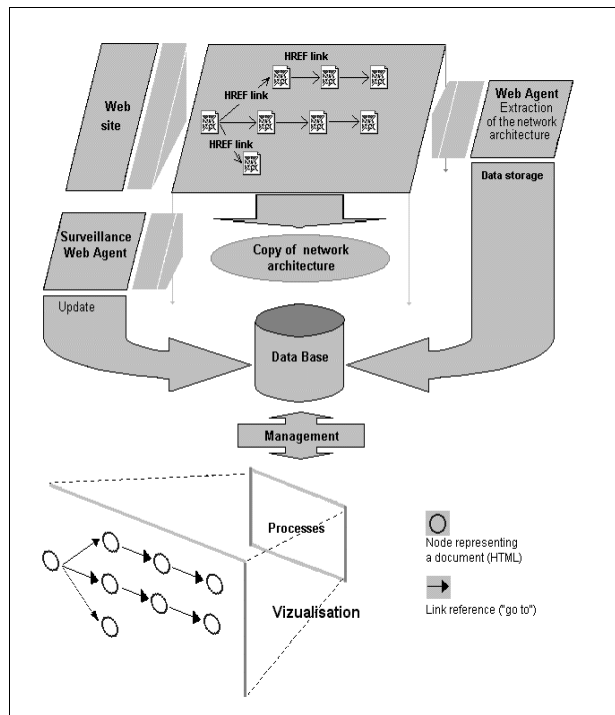 HREF link
Web
site
HREF link
HREF link
Web Agent
Extraction
of the network
architecture
Data storage
Surveillance
Web Agent
Copy of network
architecture
Update
Data Base
Management
Processes
Vizualisation
Node representing
a document (HTML)
Link reference ("go to")